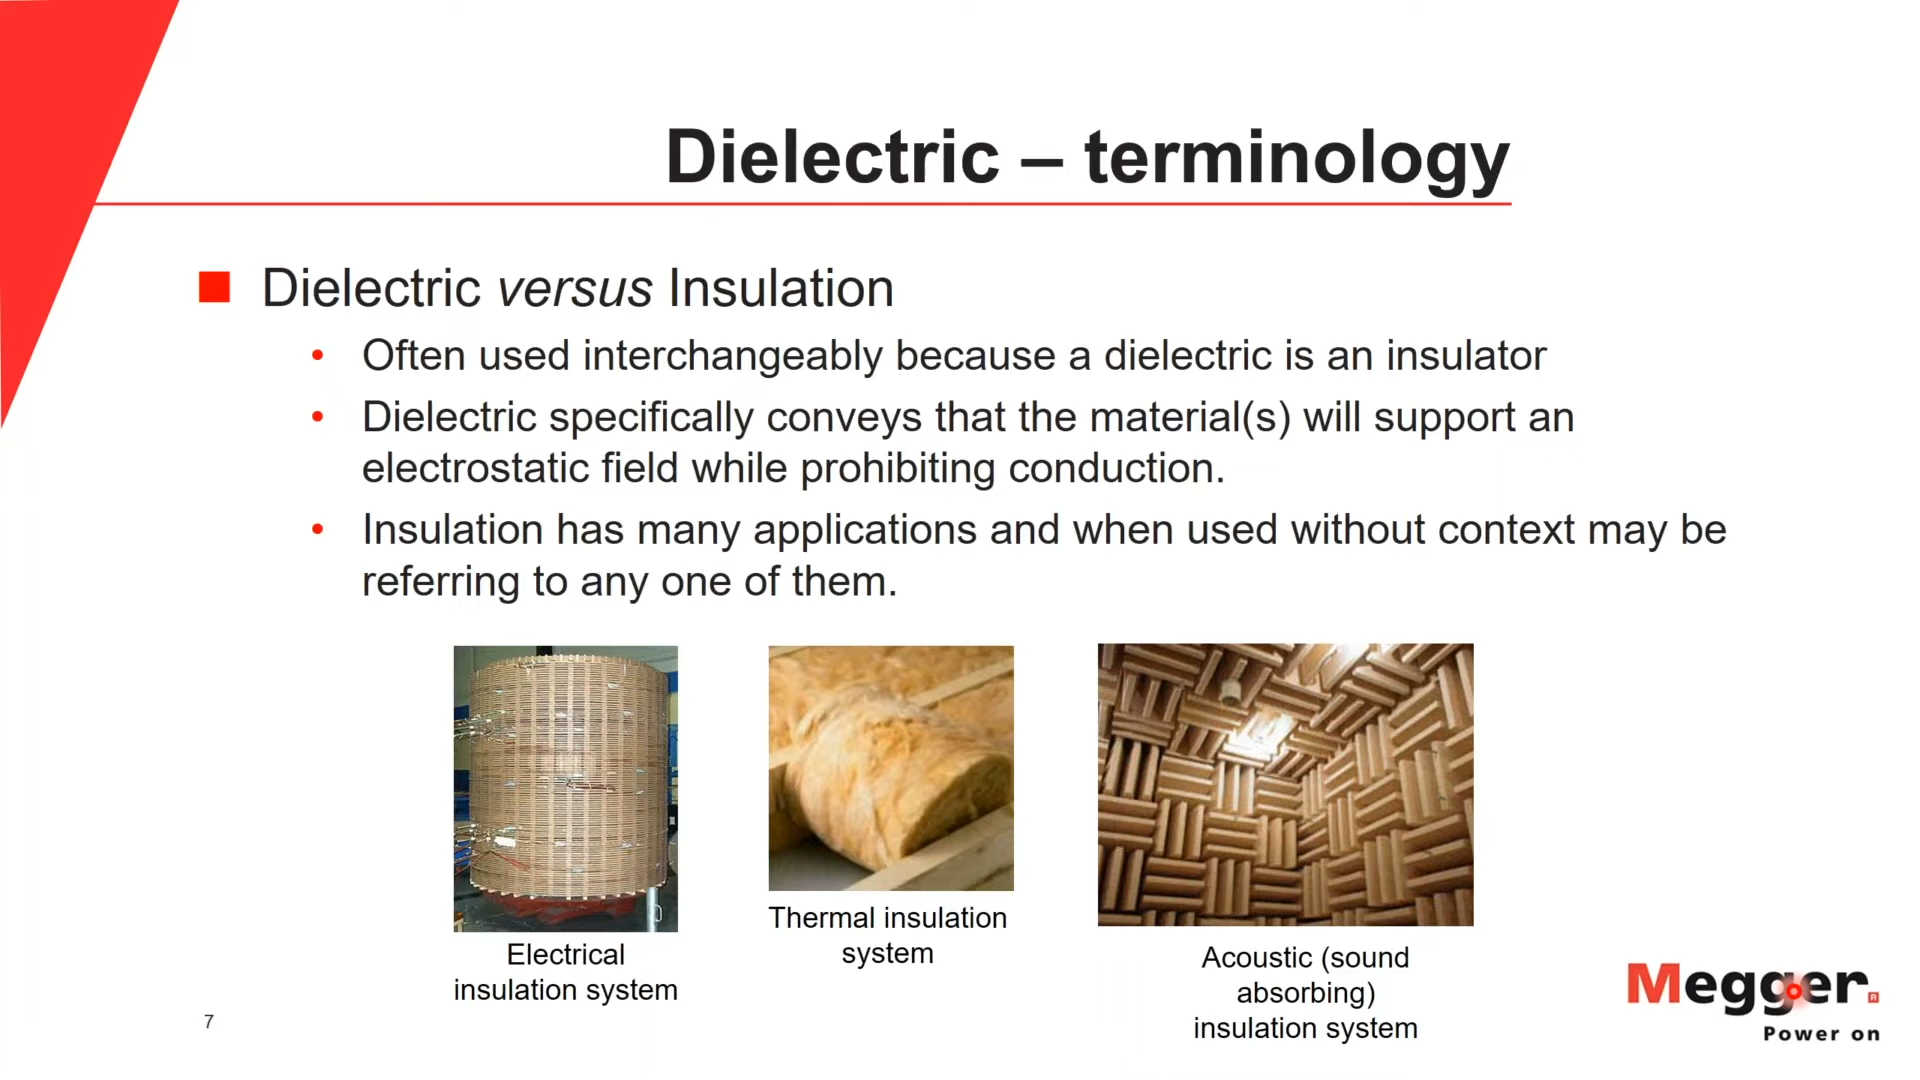 Dielectric – terminology
Dielectric versus Insulation
• Often used interchangeably because a dielectric is an insulator
• Dielectric specifically conveys that the material(s) will support an
electrostatic field while prohibiting conduction.
• Insulation has many applications and when used without context may be
referring to any one of them.
Electrical
insulation system
Thermal insulation
system
Acoustic (sound
absorbing)
insulation system
Megger®
Power on
7